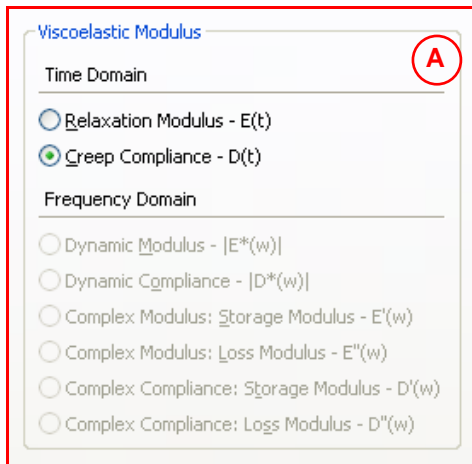 Viscoelastic Modulus
A
Time Domain
Relaxation Modulus - E(t)
Creep Compliance - D(t)
Frequency Domain
Dynamic Modulus - |E*(w)|
Dynamic Compliance - |D*(w)|
Complex Modulus: Storage Modulus - E'(w)
Complex Modulus: Loss Modulus - E"(w)
Complex Compliance: Storage Modulus - D'(w)
Complex Compliance: Loss Modulus - D"(w)